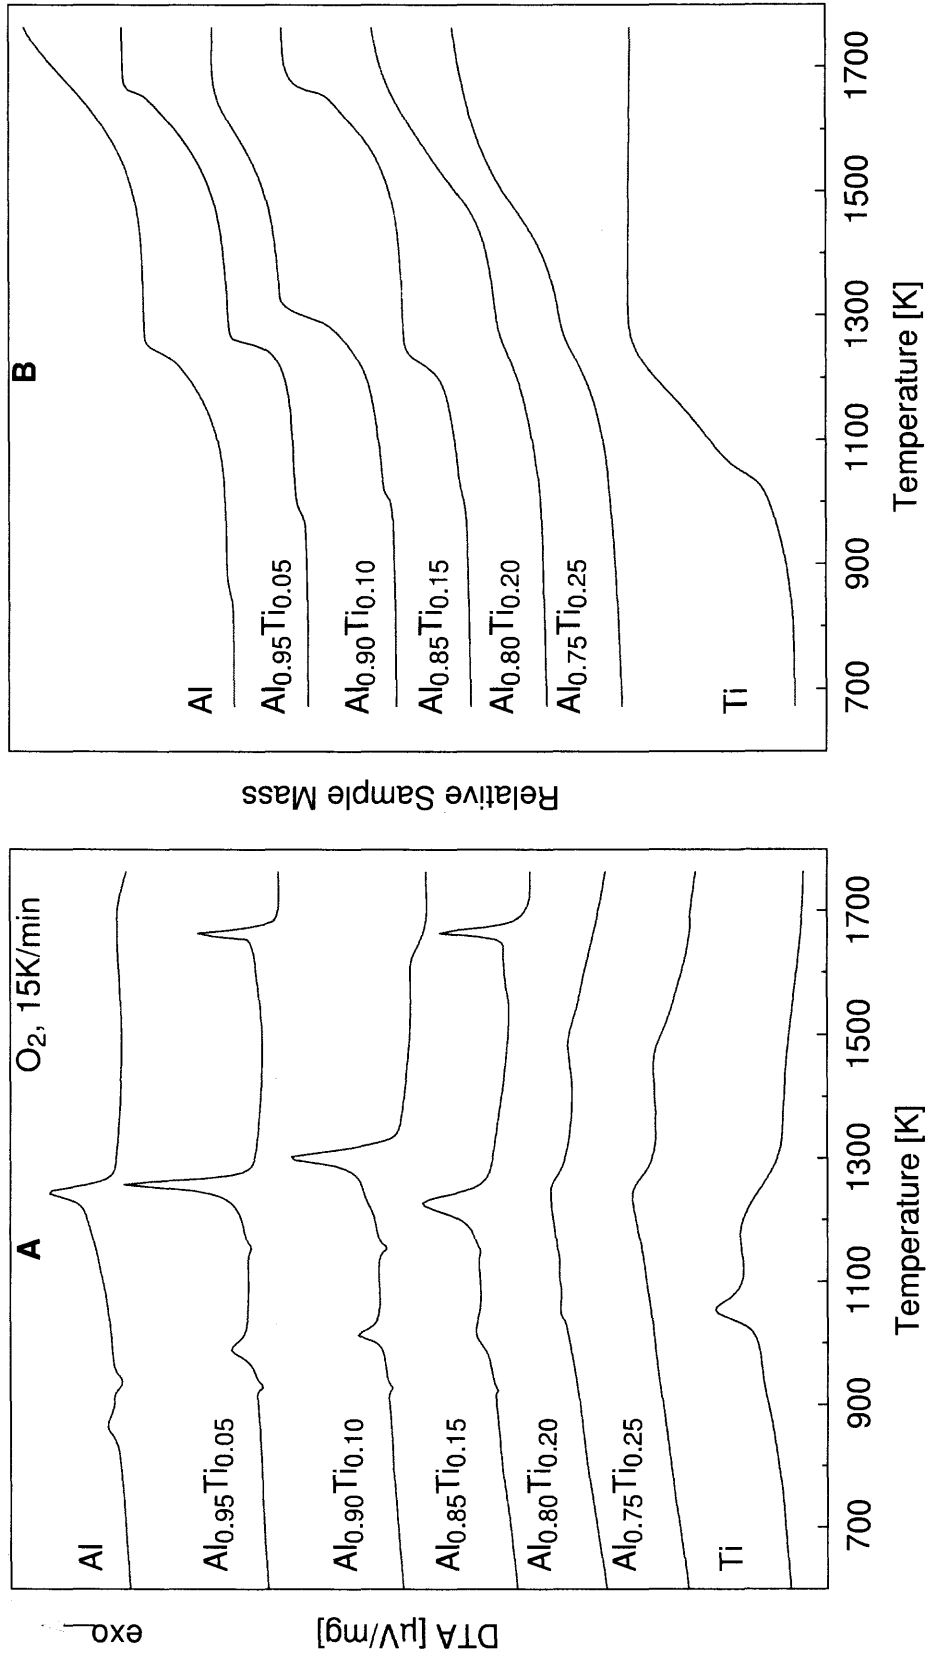 A
O2, 15K/min
exo
DTA [µV/mg]
Al
Al0.95Ti0.05
Al0.90Ti0.10
Al0.85Ti0.15
Al0.80Ti0.20
Al0.75Ti0.25
Ti
700 900 1100 1300 1500 1700
Temperature [K]
B
Relative Sample Mass
Al
Al0.95Ti0.05
Al0.90Ti0.10
Al0.85Ti0.15
Al0.80Ti0.20
Al0.75Ti0.25
Ti
700 900 1100 1300 1500 1700
Temperature [K]